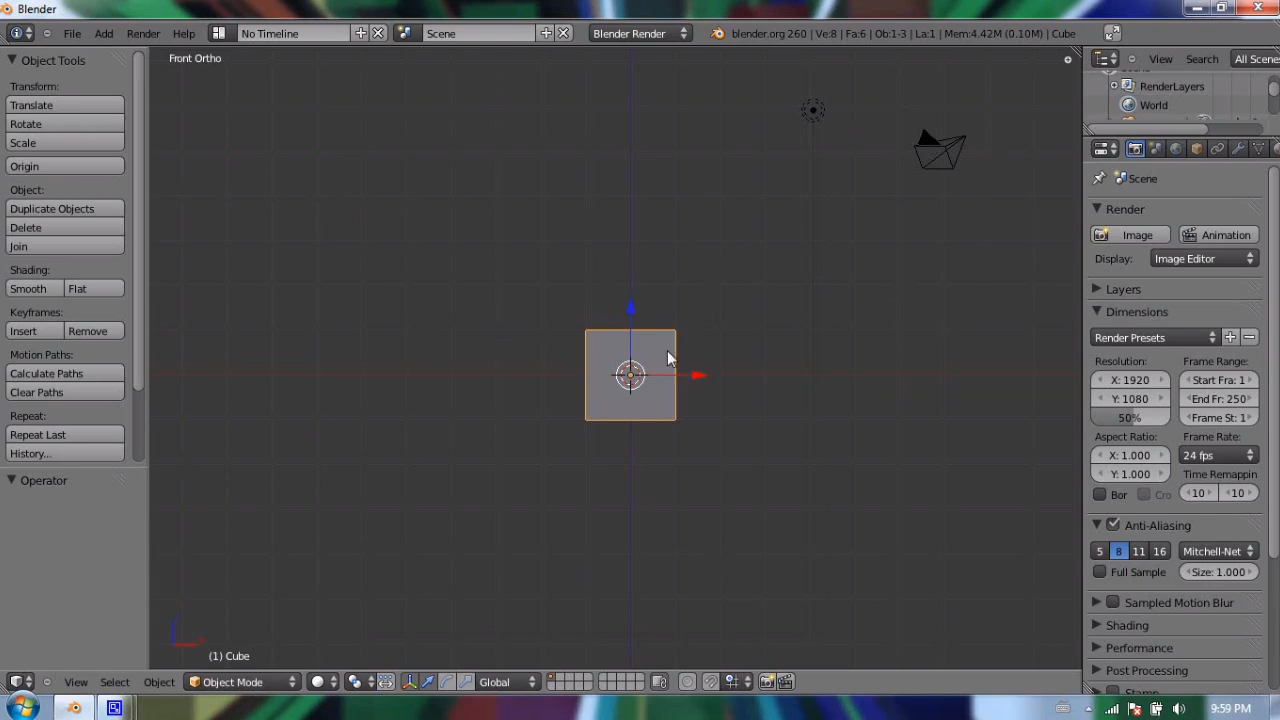 Blender
File Add Render Help No Timeline Scene Blender Render blender.org 260 | Ve:8 | Fa:6 | Ob:1-3 | La:1 | Mem:4.42M (0.10M) | Cube
Object Tools
Transform:
Translate
Rotate
Scale
Origin
Object:
Duplicate Objects
Delete
Join
Shading:
Smooth Flat
Keyframes:
Insert Remove
Motion Paths:
Calculate Paths
Clear Paths
Repeat:
Repeat Last
History...
Operator
Front Ortho
(1) Cube
View Search All Scene
RenderLayers
World
Scene
Render
Image Animation
Display: Image Editor
Layers
Dimensions
Render Presets
Resolution: Frame Range:
X: 1920 Start Fra: 1
Y: 1080 End Fr: 250
50% Frame St: 1
Aspect Ratio: Frame Rate:
X: 1.000 24 fps
Y: 1.000 Time Remappin
Bor Cro 10 10
Anti-Aliasing
5 8 11 16 Mitchell-Net
Full Sample Size: 1.000
Sampled Motion Blur
Shading
Performance
Post Processing
Stamp
View Select Object Object Mode Global
9:59 PM